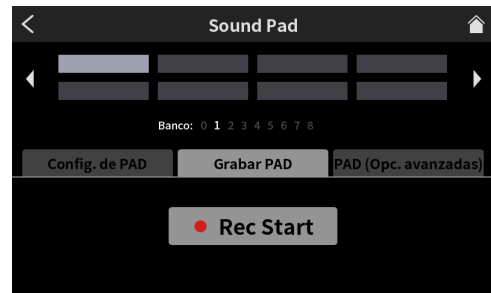 Sound Pad
Banco: 0 1 2 3 4 5 6 7 8
Config. de PAD Grabar PAD PAD (Opc. avanzadas)
Rec Start